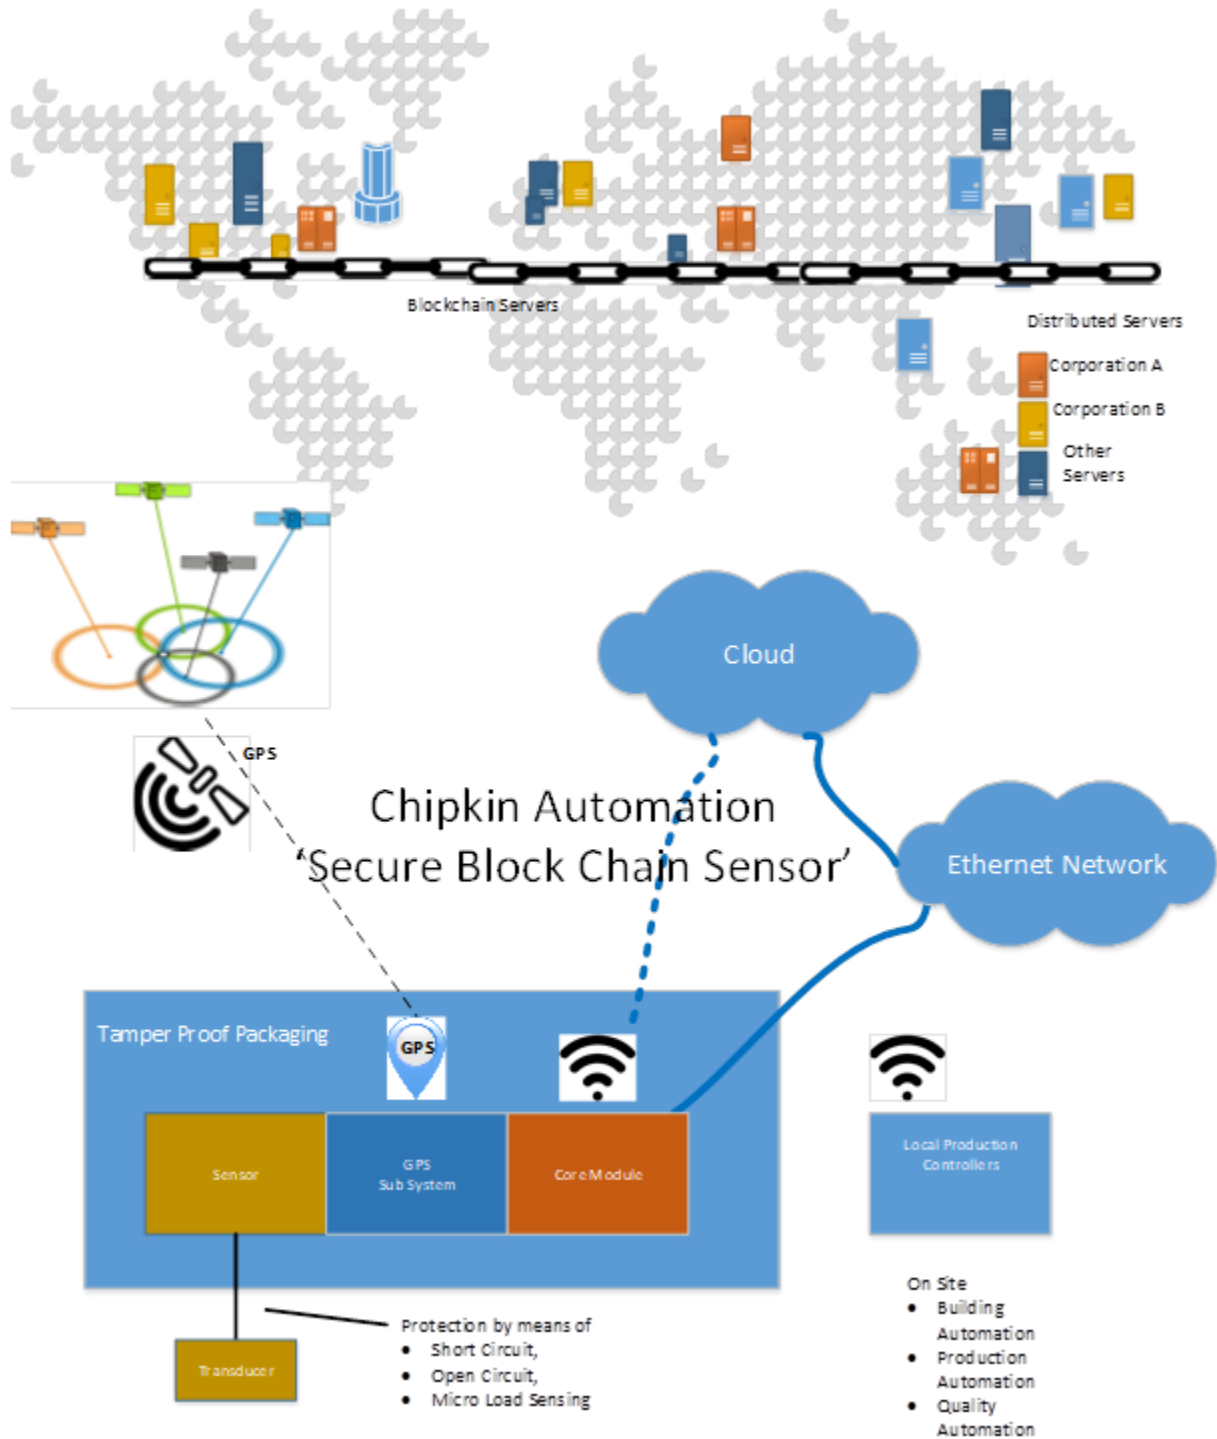 Blockchain Servers
Distributed Servers
Corporation A
Corporation B
Other
Servers
Cloud
GPS
Chipkin Automation
‘Secure Block Chain Sensor’
Ethernet Network
Tamper Proof Packaging
GPS
Sensor
GPS
Sub System
Core Module
Local Production
Controllers
Transducer
Protection by means of
• Short Circuit,
• Open Circuit,
• Micro Load Sensing
On Site
• Building
Automation
• Production
Automation
• Quality
Automation